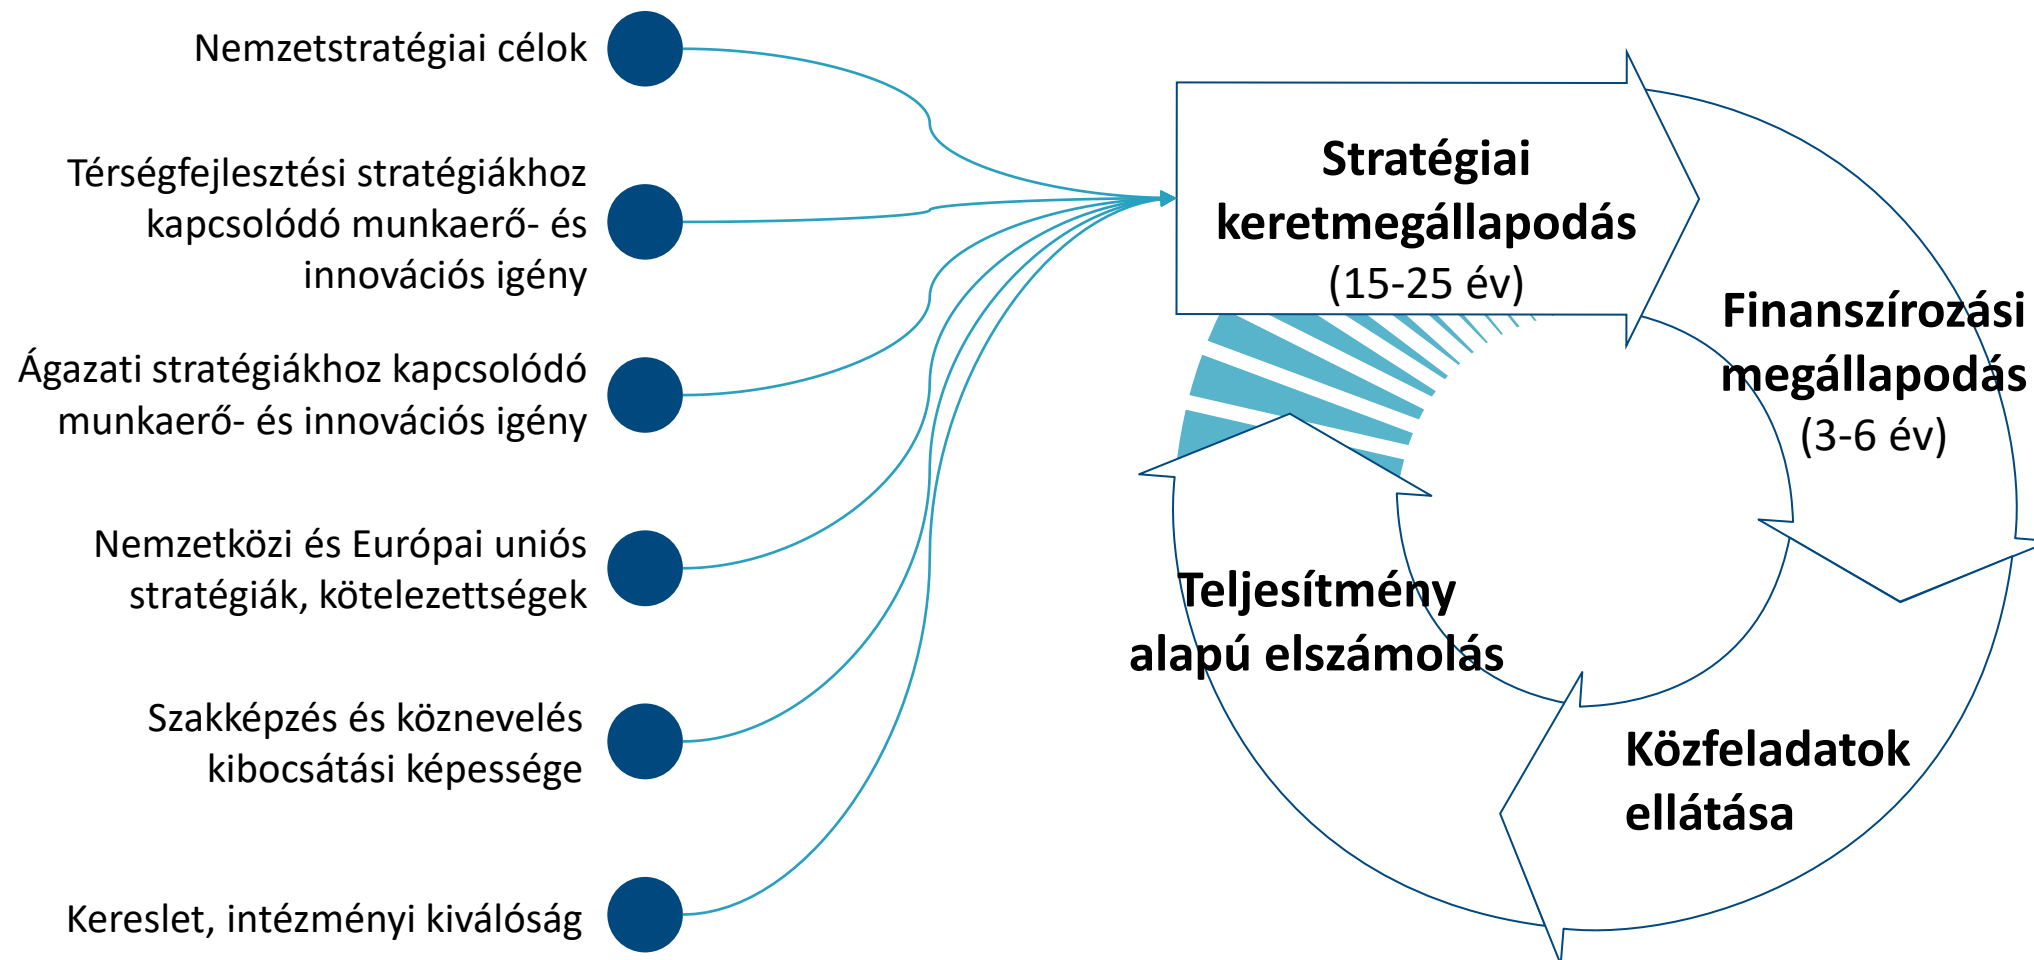 Nemzetstratégiai célok
Térségfejlesztési stratégiákhoz
kapcsolódó munkaerő- és
innovációs igény
Ágazati stratégiákhoz kapcsolódó
munkaerő- és innovációs igény
Nemzetközi és Európai uniós
stratégiák, kötelezettségek
Szakképzés és köznevelés
kibocsátási képessége
Kereslet, intézményi kiválóság
Stratégiai
keretmegállapodás
(15-25 év)
Finanszírozási
megállapodás
(3-6 év)
Közfeladatok
ellátása
Teljesítmény
alapú elszámolás